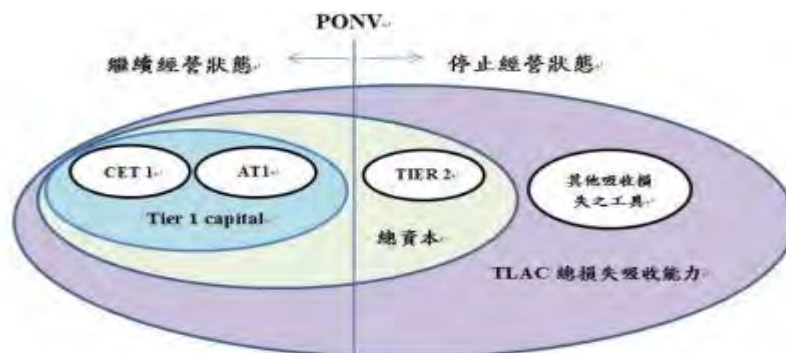 PONV
繼續經營狀態
停止經營狀態
CET 1
AT1
TIER 2
其他吸收損
失之工具
Tier 1 capital
總資本
TLAC 總損失吸收能力